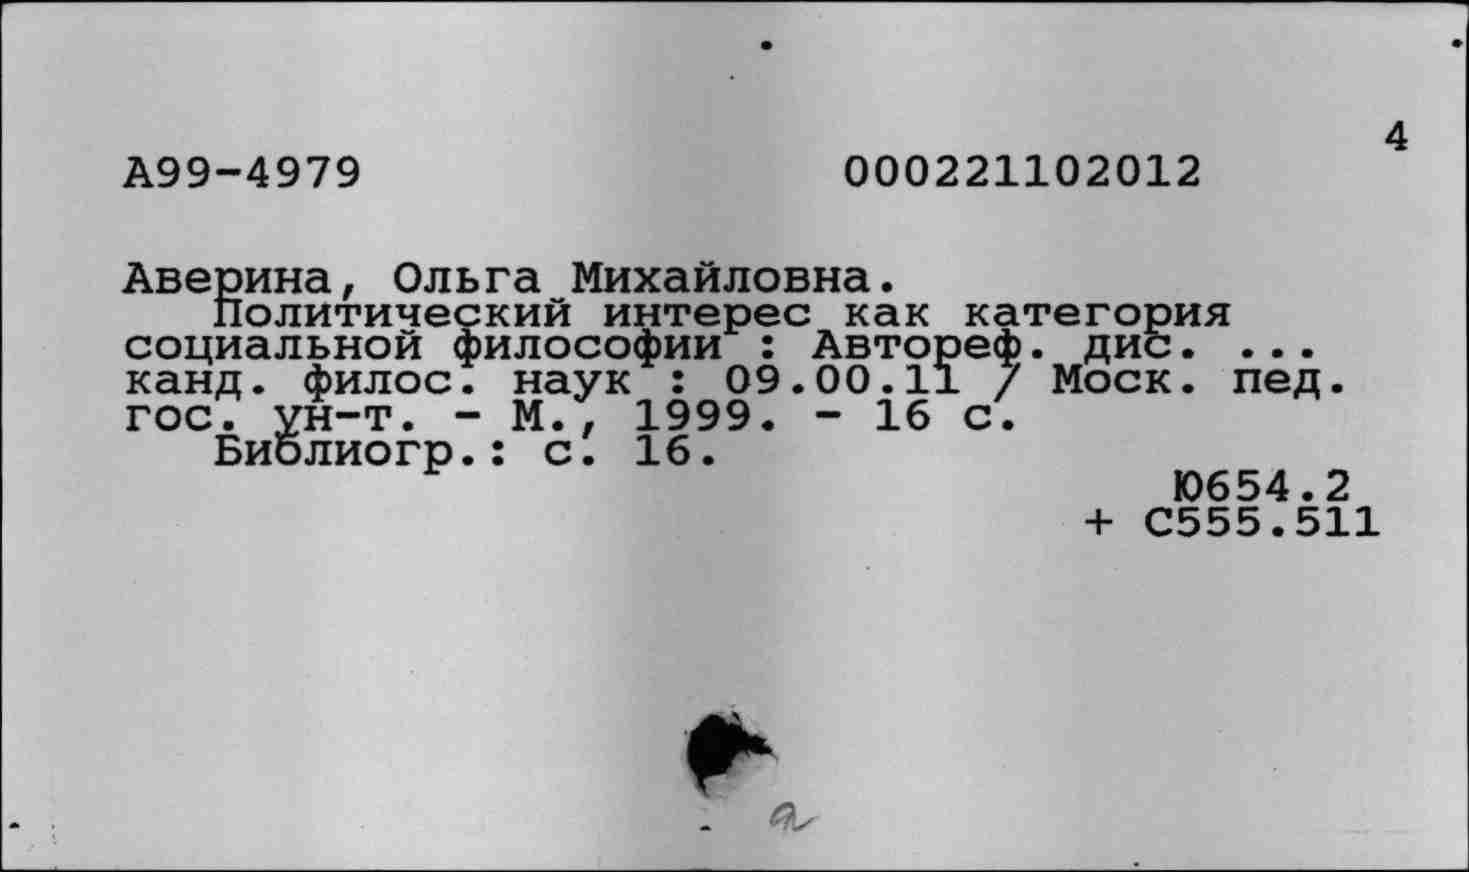 4
А99-4979 000221102012
Аверина, Ольга Михайловна.
Политический интерес как категория
социальной философии : Автореф. дис. ...
канд. филос. наук : 09.00.11 / Моск. пед.
гос. ун-т. - М., 1999. - 16 с.
Библиогр.: с. 16.
Ю654.2
+ С555.511